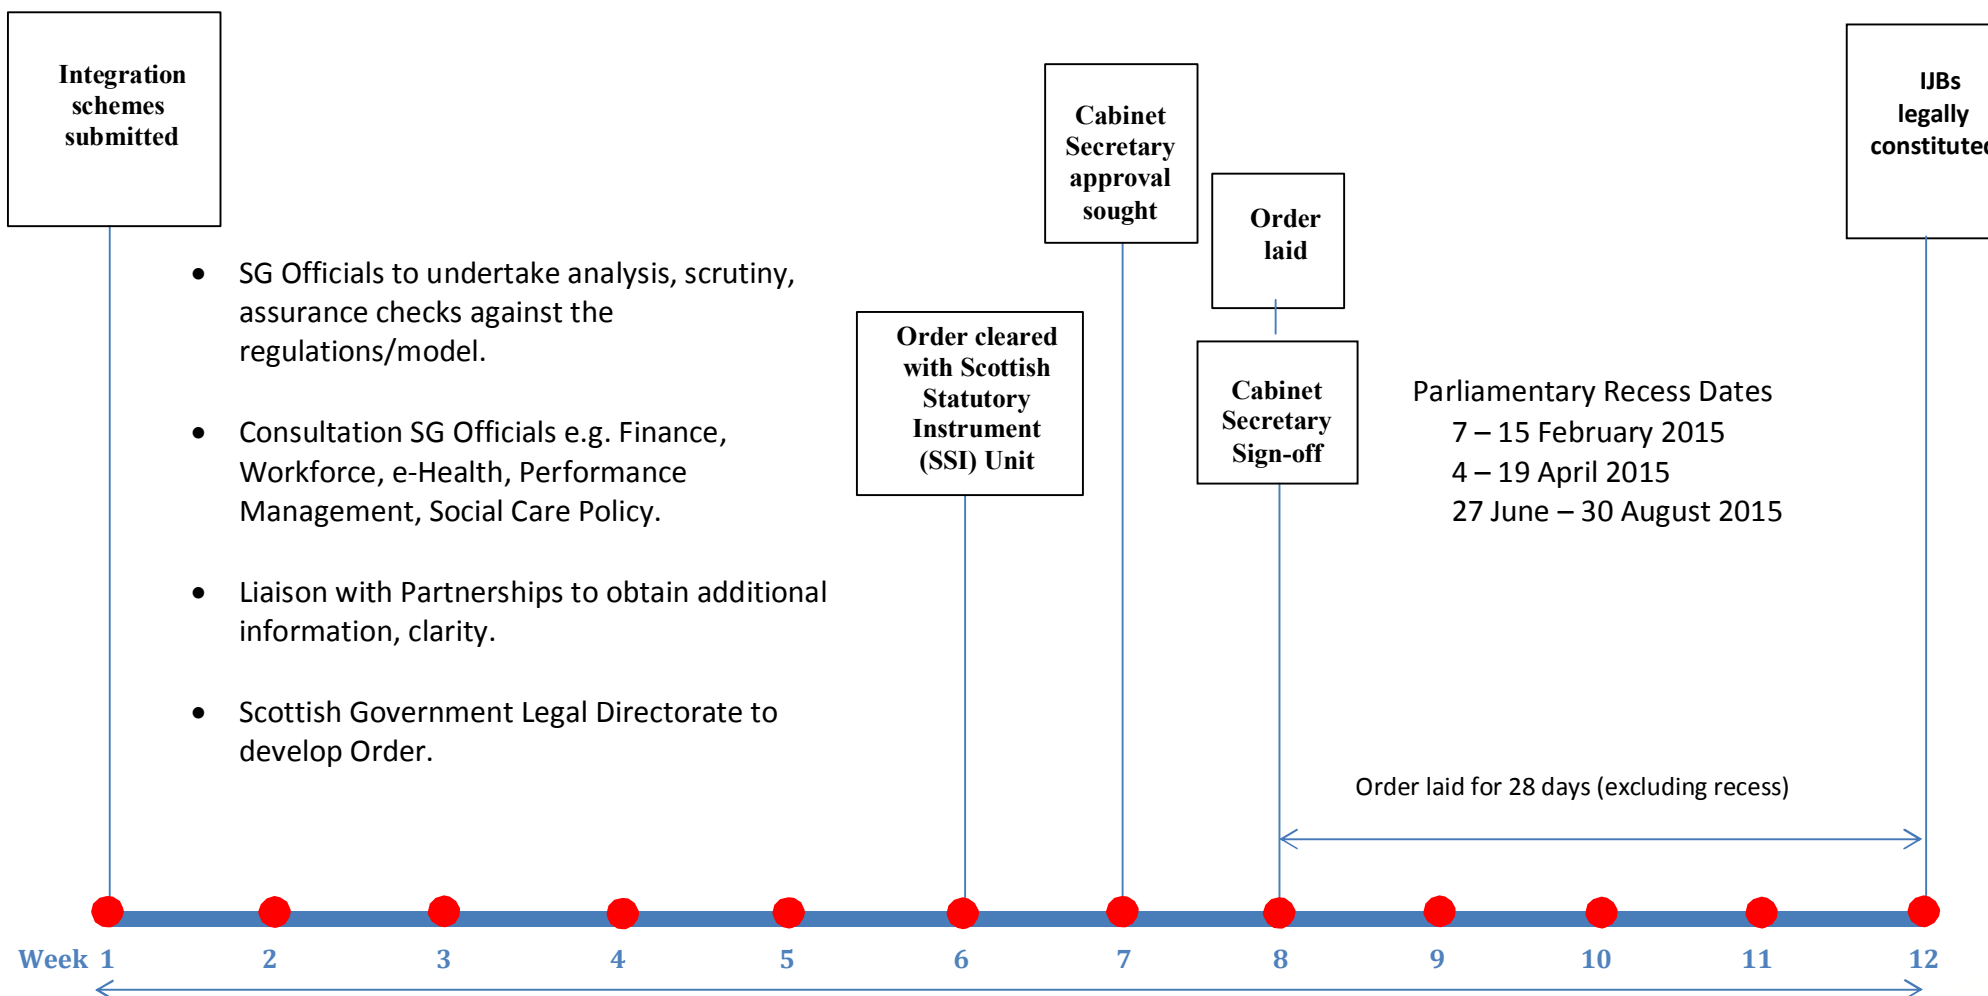 Integration
schemes
submitted
• SG Officials to undertake analysis, scrutiny,
assurance checks against the
regulations/model.
• Consultation SG Officials e.g. Finance,
Workforce, e-Health, Performance
Management, Social Care Policy.
• Liaison with Partnerships to obtain additional
information, clarity.
• Scottish Government Legal Directorate to
develop Order.
Order cleared
with Scottish
Statutory
Instrument
(SSI) Unit
Cabinet
Secretary
approval
sought
Order
laid
Cabinet
Secretary
Sign-off
Parliamentary Recess Dates
7 – 15 February 2015
4 – 19 April 2015
27 June – 30 August 2015
IJBs
legally
constituted
Order laid for 28 days (excluding recess)
Week 1 2 3 4 5 6 7 8 9 10 11 12